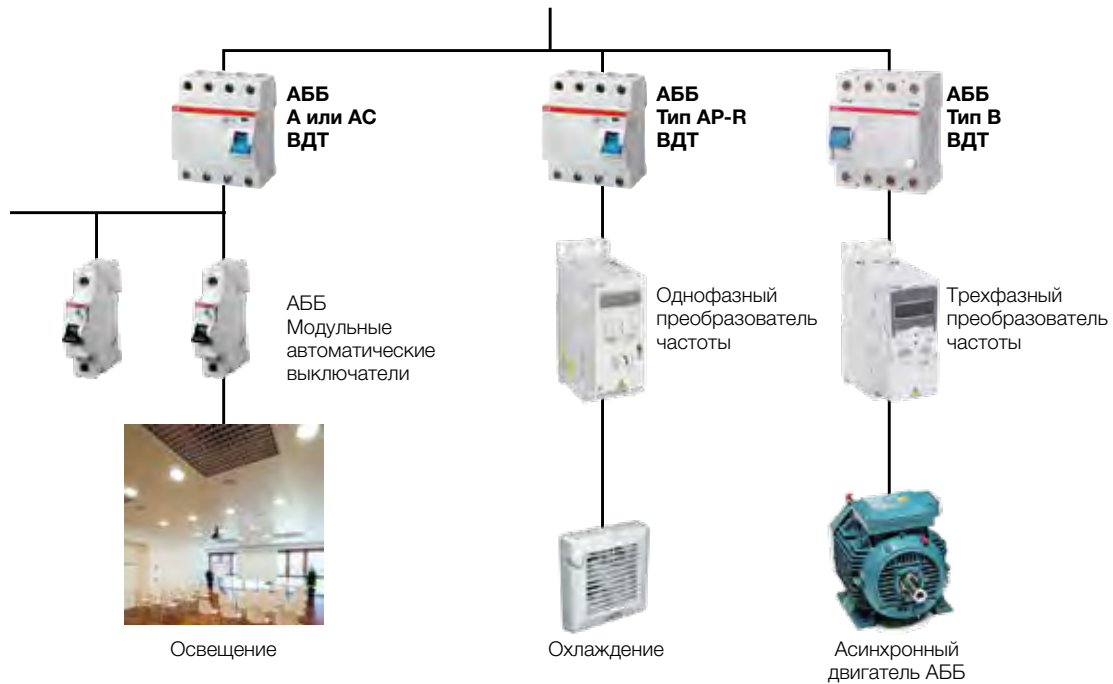 АББ
А или АС
ВДТ
АББ
Тип AP-R
ВДТ
АББ
Тип B
ВДТ
АББ
Модульные
автоматические
выключатели
Однофазный
преобразователь
частоты
Трехфазный
преобразователь
частоты
Освещение
Охлаждение
Асинхронный
двигатель АББ